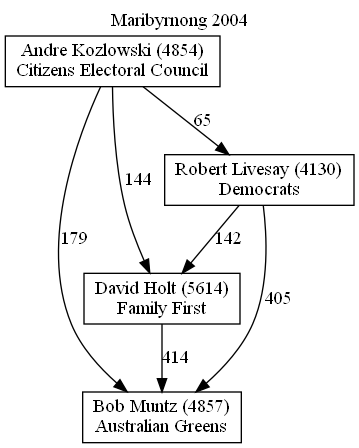 Maribyrnong 2004
Andre Kozlowski (4854)
Citizens Electoral Council
65
Robert Livesay (4130)
Democrats
144
179
142
David Holt (5614)
Family First
405
414
Bob Muntz (4857)
Australian Greens